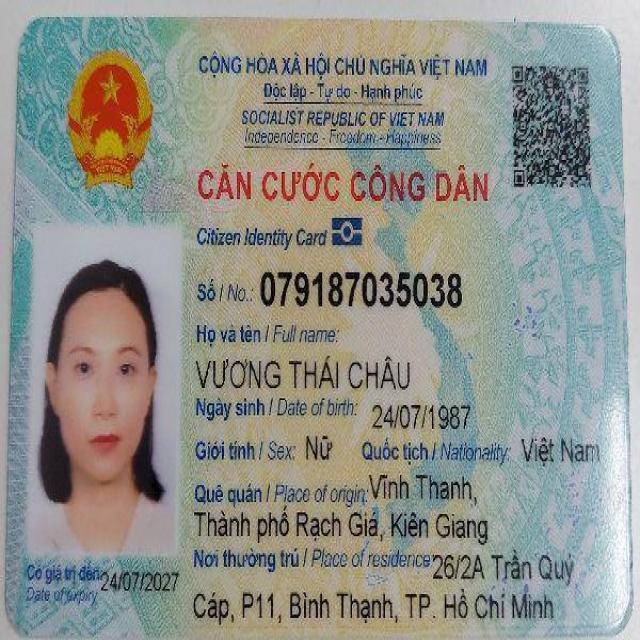 CỘNG HÒA XÃ HỘI CHỦ NGHĨA VIỆT NAM
Độc lập - Tự do - Hạnh phúc
SOCIALIST REPUBLIC OF VIET NAM
Independence - Freedom - Happiness
CĂN CƯỚC CÔNG DÂN
Citizen Identity Card
Số / No.: 079187035038
Họ và tên / Full name:
VƯƠNG THÁI CHÂU
Ngày sinh / Date of birth: 24/07/1987
Giới tính / Sex: Nữ Quốc tịch / Nationality: Việt Nam
Quê quán / Place of origin: Vĩnh Thanh,
Thành phố Rạch Giá, Kiên Giang
Nơi thường trú / Place of residence: 26/2A Trần Quý
Cáp, P11, Bình Thạnh, TP. Hồ Chí Minh
Có giá trị đến: 24/07/2027
Date of expiry